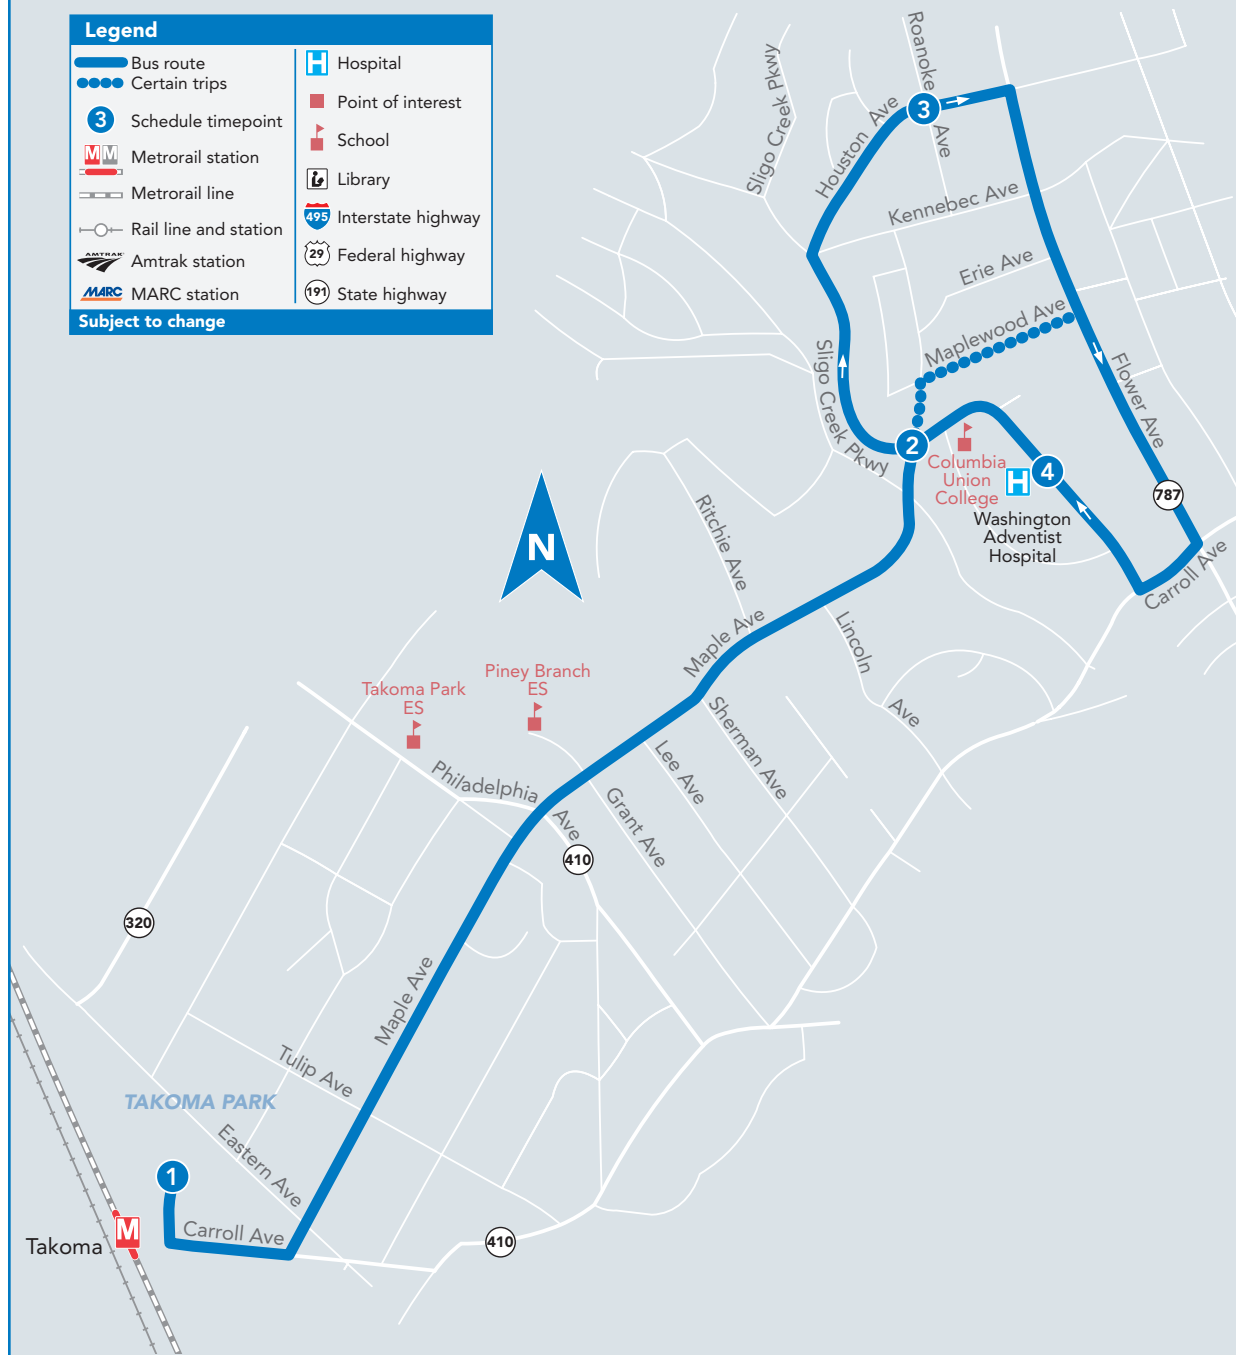 Legend
Bus route
Certain trips
3
Schedule timepoint
M M
Metrorail station
Metrorail line
Rail line and station
AMTRAK
Amtrak station
MARC
MARC station
H
Hospital
Point of interest
School
Library
495
Interstate highway
29
Federal highway
191
State highway
Subject to change
Roanoke
Ave
Sligo Creek Pkwy
Houston Ave
3
Kennebec Ave
Erie Ave
Maplewood Ave
Flower Ave
Sligo Creek Pkwy
2
Columbia
Union
College
H
4
787
Washington
Adventist
Hospital
Carroll Ave
N
Ritchie Ave
Maple Ave
Lincoln
Ave
Takoma Park
ES
Piney Branch
ES
Sherman Ave
Lee Ave
Grant Ave
Philadelphia
Ave
410
320
Maple Ave
Tulip Ave
TAKOMA PARK
Eastern Ave
1
Carroll Ave
M
Takoma
410